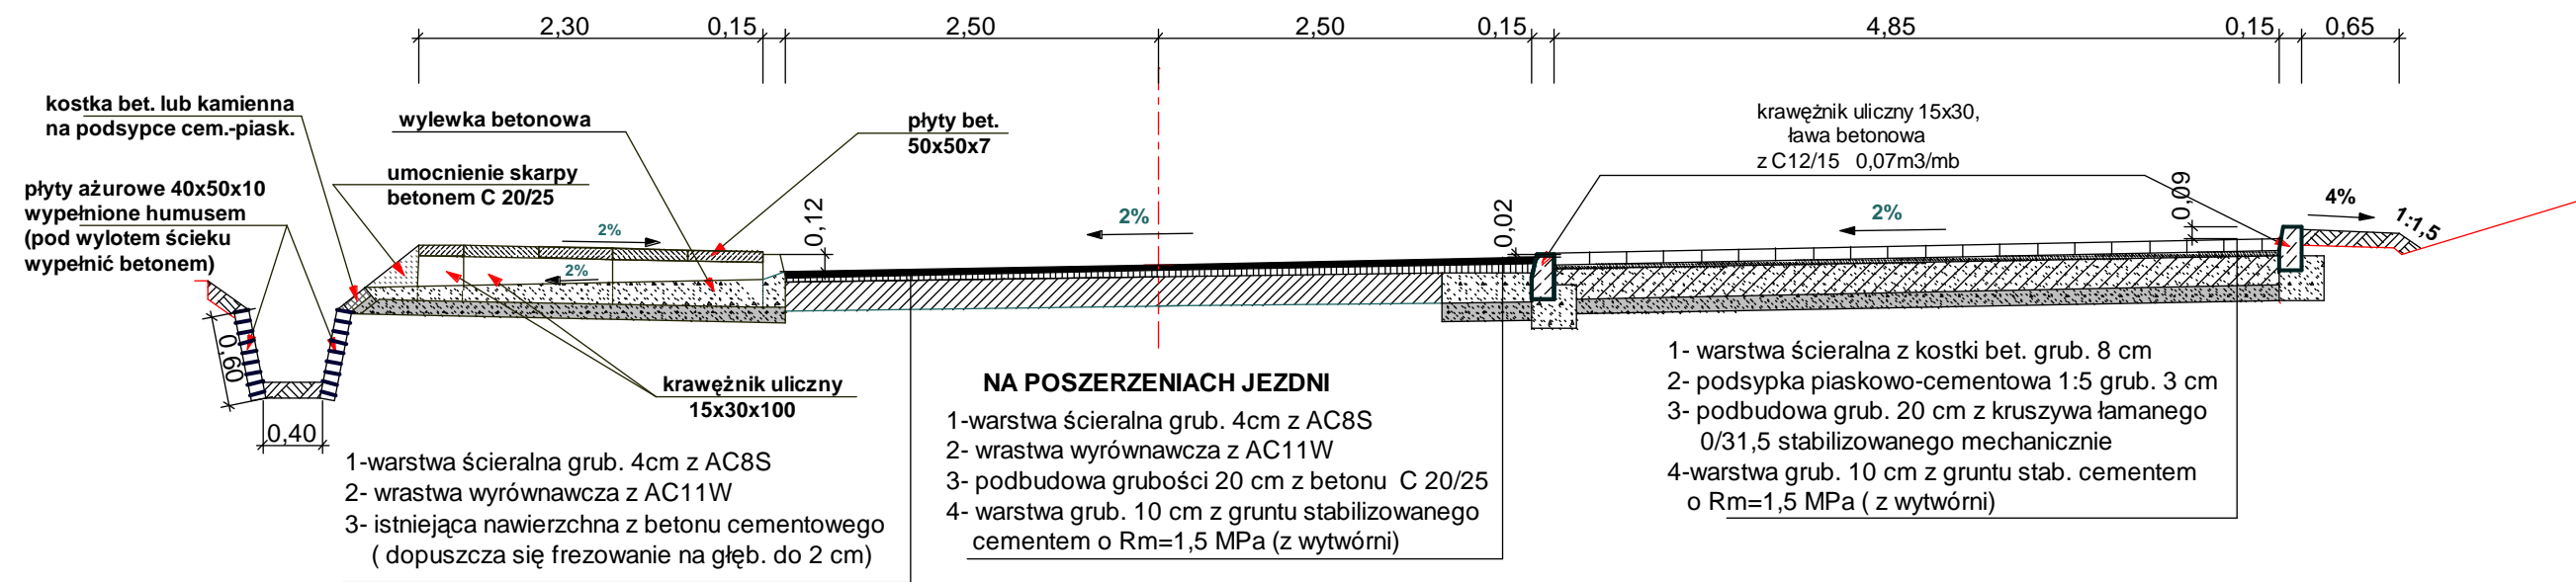 2,30
0,15
2,50
2,50
0,15
4,85
0,15
0,65
kostka bet. lub kamienna
na podsypce cem.-piask.
wylewka betonowa
płyty bet.
50x50x7
krawężnik uliczny 15x30,
ława betonowa
z C12/15 0,07m3/mb
umocnienie skarpy
betonem C 20/25
płyty ażurowe 40x50x10
wypełnione humusem
(pod wylotem ścieku
wypełnić betonem)
2%
2%
0,12
2%
0,02
2%
0,09
4%
1:1,5
0,60
0,40
krawężnik uliczny
15x30x100
1-warstwa ścieralna grub. 4cm z AC8S
2- wrastwa wyrównawcza z AC11W
3- istniejąca nawierzchna z betonu cementowego
( dopuszcza się frezowanie na głęb. do 2 cm)
NA POSZERZENIACH JEZDNI
1-warstwa ścieralna grub. 4cm z AC8S
2- wrastwa wyrównawcza z AC11W
3- podbudowa grubości 20 cm z betonu C 20/25
4- warstwa grub. 10 cm z gruntu stabilizowanego
cementem o Rm=1,5 MPa (z wytwórni)
1- warstwa ścieralna z kostki bet. grub. 8 cm
2- podsypka piaskowo-cementowa 1:5 grub. 3 cm
3- podbudowa grub. 20 cm z kruszywa łamanego
0/31,5 stabilizowanego mechanicznie
4-warstwa grub. 10 cm z gruntu stab. cementem
o Rm=1,5 MPa ( z wytwórni)